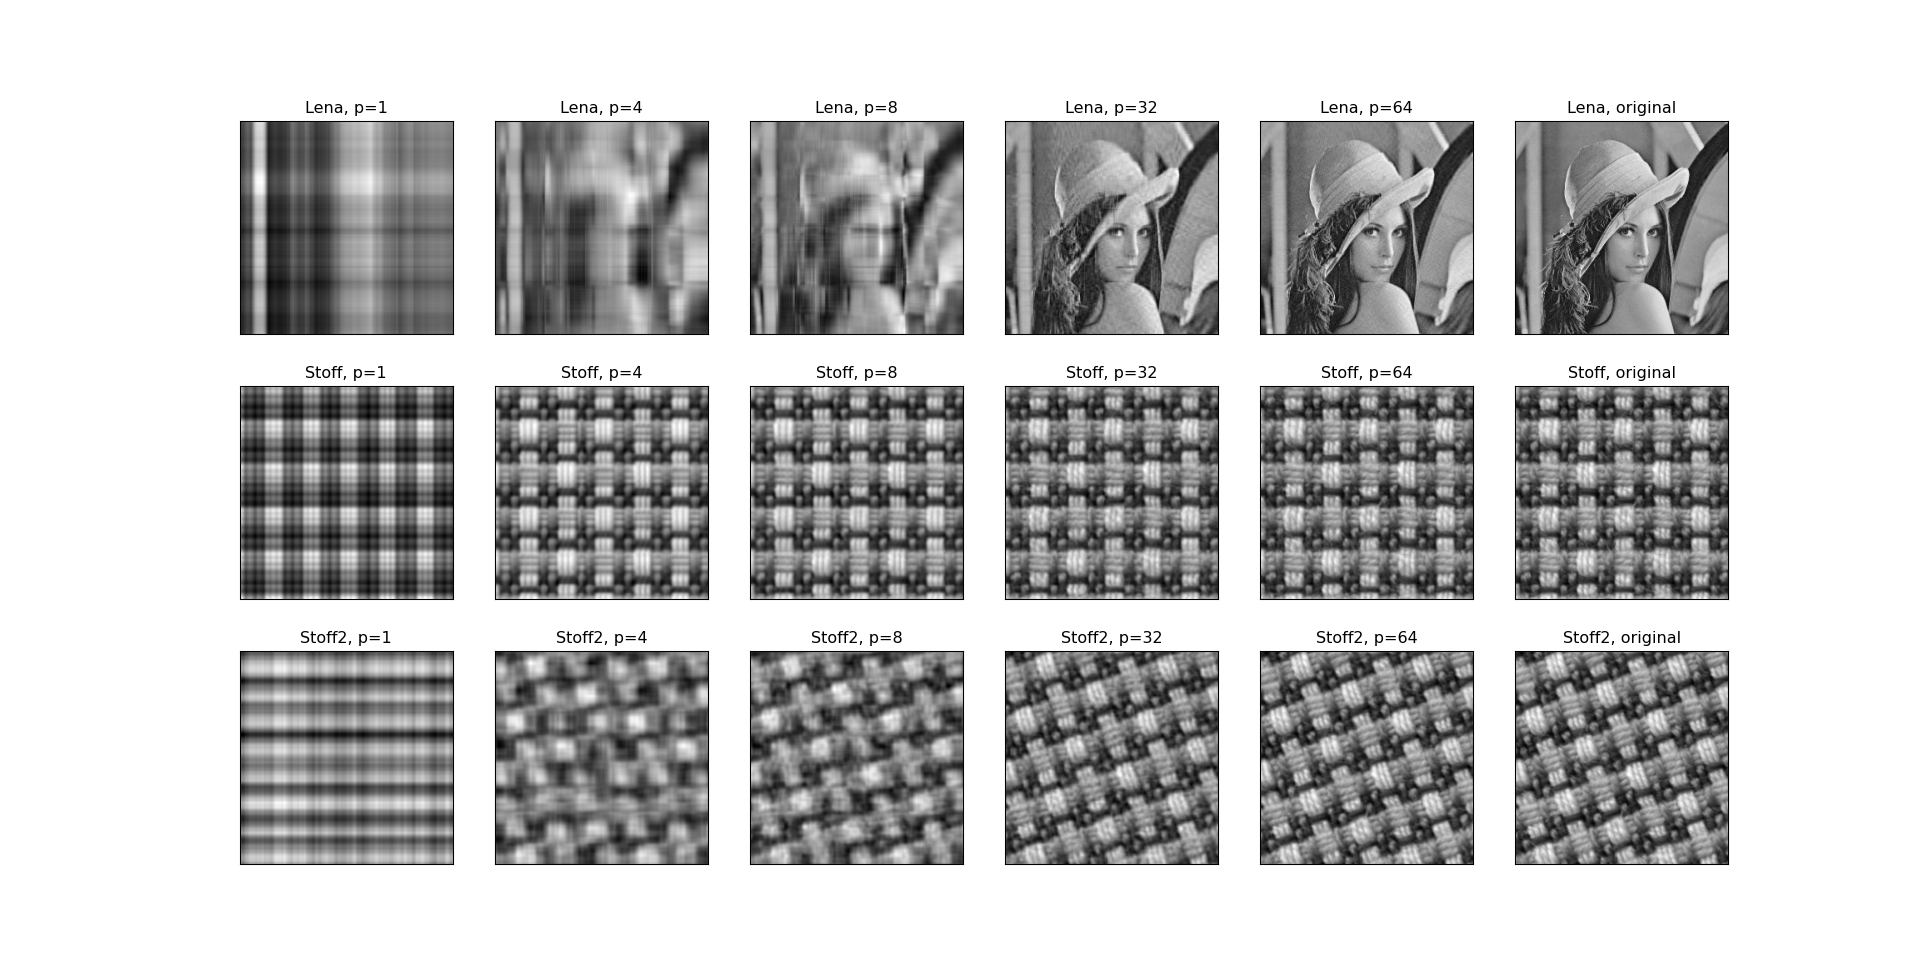 Lena, p=1
Lena, p=4
Lena, p=8
Lena, p=32
Lena, p=64
Lena, original
Stoff, p=1
Stoff, p=4
Stoff, p=8
Stoff, p=32
Stoff, p=64
Stoff, original
Stoff2, p=1
Stoff2, p=4
Stoff2, p=8
Stoff2, p=32
Stoff2, p=64
Stoff2, original